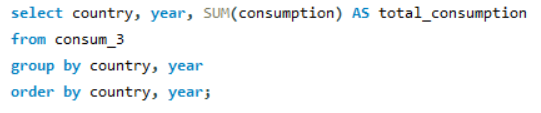 select country, year, SUM(consumption) AS total_consumption
from consum_3
group by country, year
order by country, year;